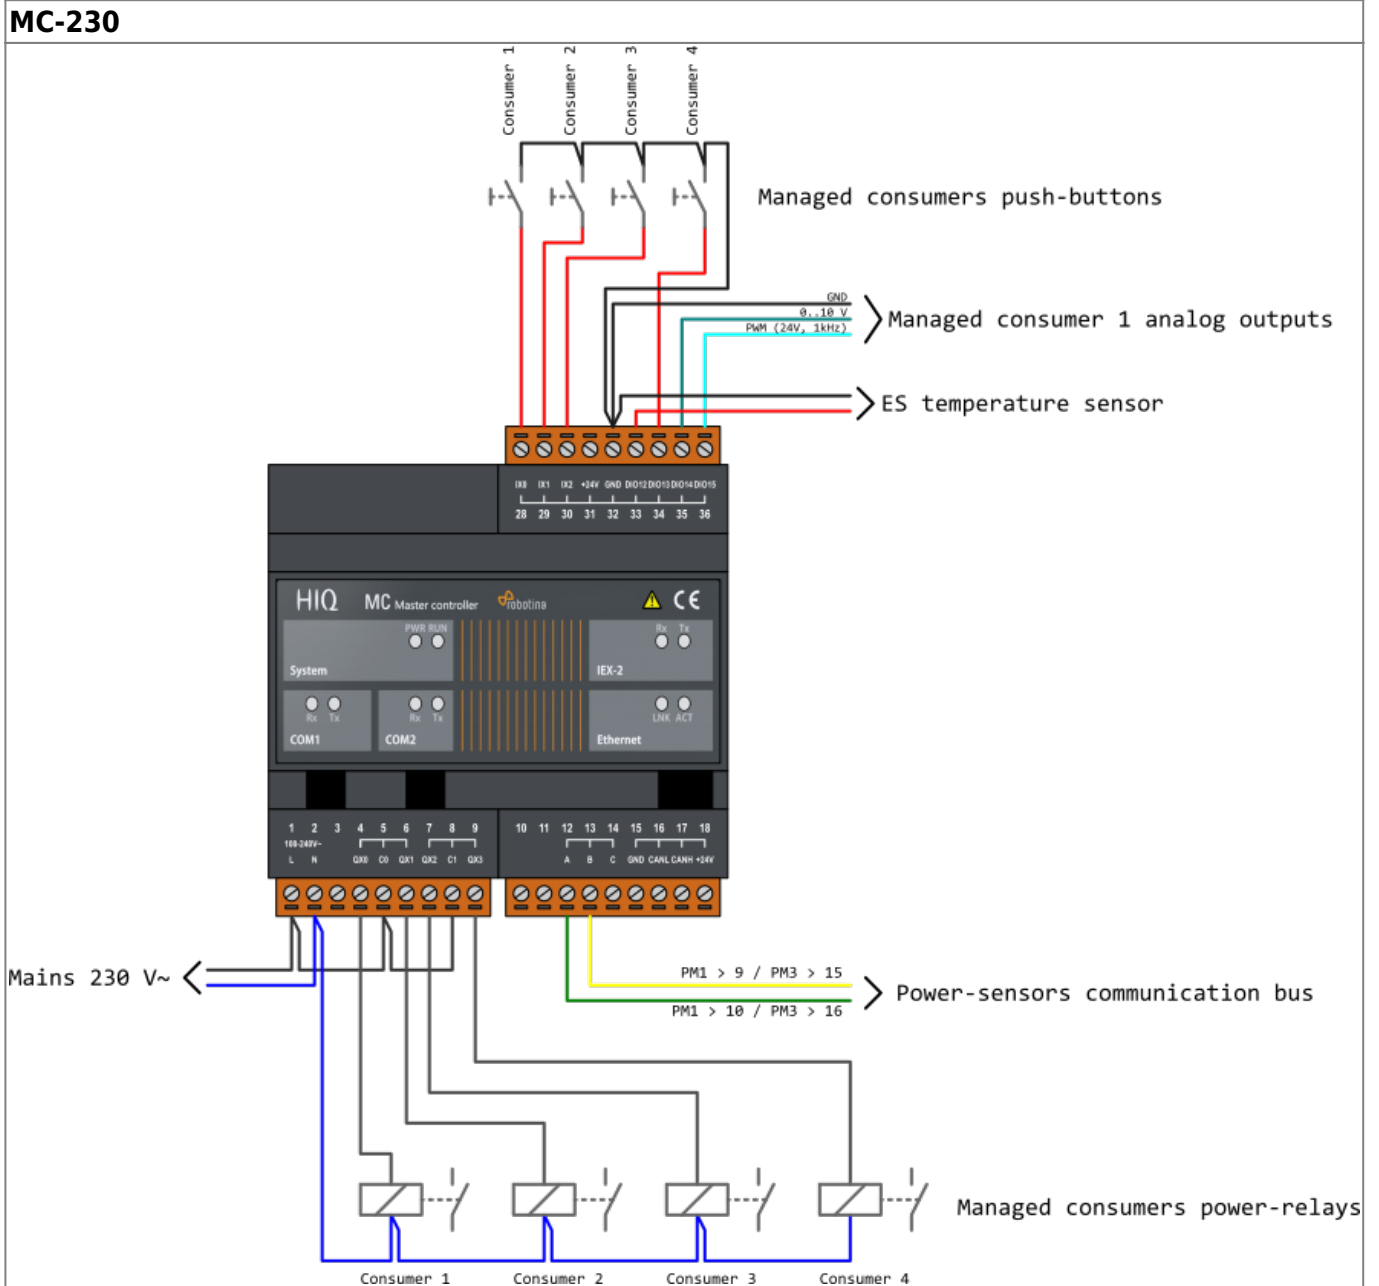 MC-230
Consumer 1
Consumer 2
Consumer 3
Consumer 4
Managed consumers push-buttons
GND
0..10 V
PWM (24V, 1kHz)
Managed consumer 1 analog outputs
ES temperature sensor
IX0 IX1 IX2 +24V GND DIO12 DIO13 DIO14 DIO15
28 29 30 31 32 33 34 35 36
HIQ MC Master controller robotina CE
PWR RUN
System
Rx Tx
IEX-2
Rx Tx
COM1
Rx Tx
COM2
LNK ACT
Ethernet
1 2 3 4 5 6 7 8 9
100-240V~
L N QX0 C0 QX1 QX2 C1 QX3
10 11 12 13 14 15 16 17 18
A B C GND CANL CANH +24V
Mains 230 V~
PM1 > 9 / PM3 > 15
Power-sensors communication bus
PM1 > 10 / PM3 > 16
Managed consumers power-relays
Consumer 1
Consumer 2
Consumer 3
Consumer 4